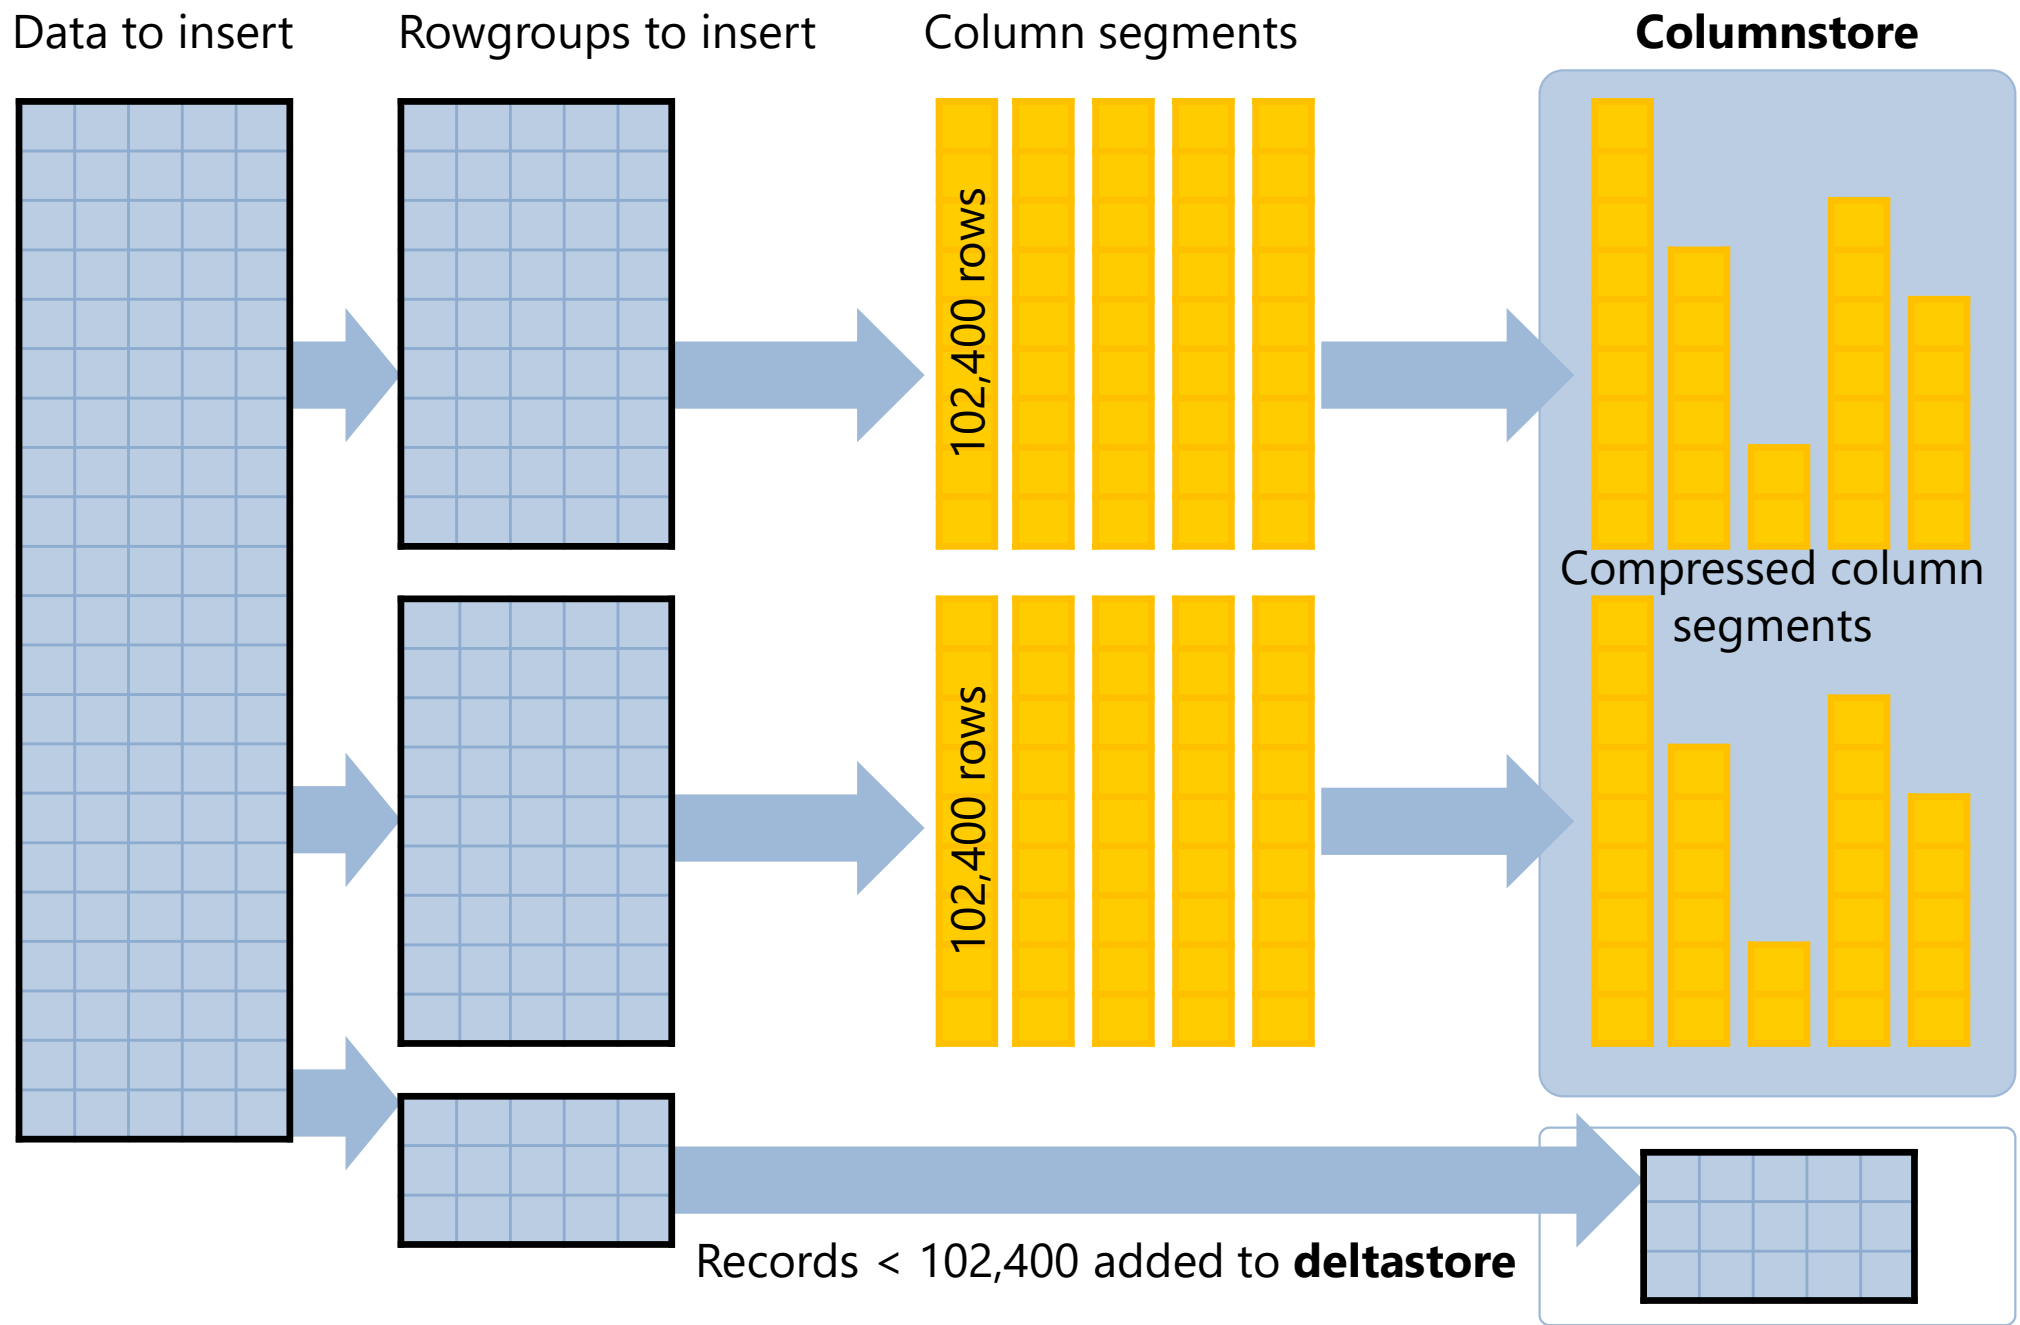 Data to insert
Rowgroups to insert
Column segments
Columnstore
102,400 rows
Compressed column
segments
102,400 rows
Records < 102,400 added to deltastore